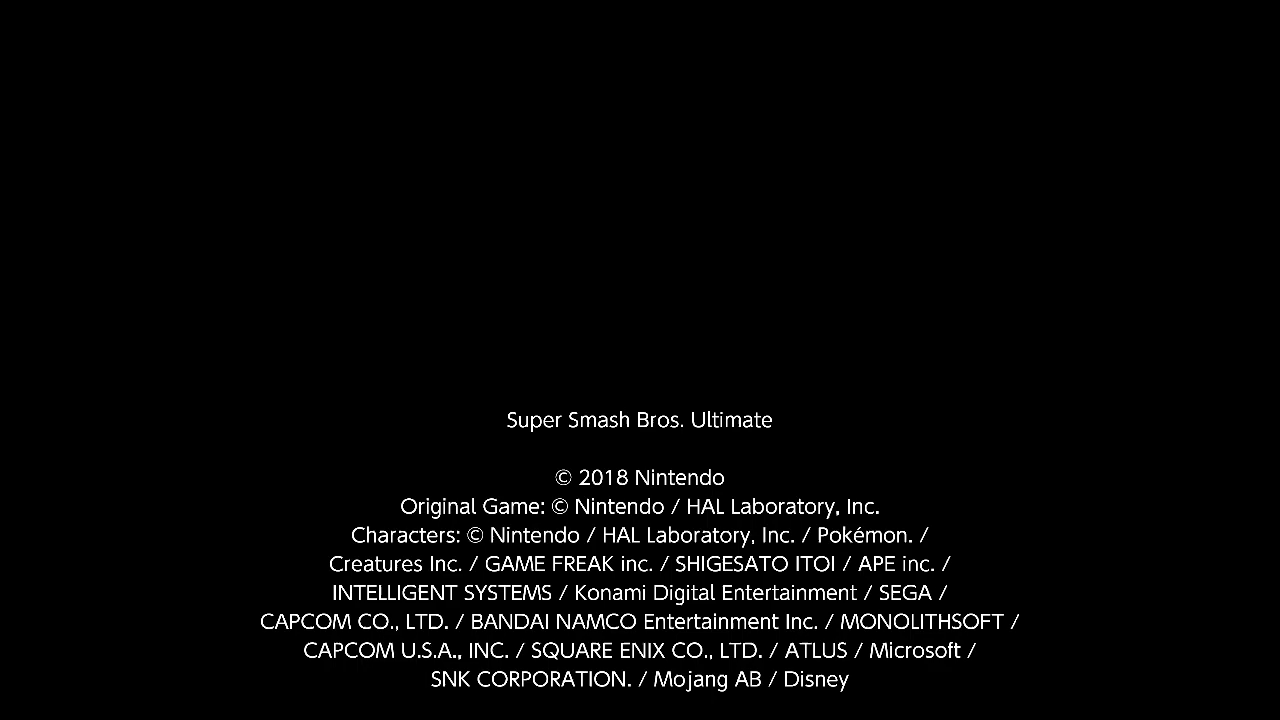 Super Smash Bros. Ultimate
© 2018 Nintendo
Original Game: © Nintendo / HAL Laboratory, Inc.
Characters: © Nintendo / HAL Laboratory, Inc. / Pokémon. /
Creatures Inc. / GAME FREAK inc. / SHIGESATO ITOI / APE inc. /
INTELLIGENT SYSTEMS / Konami Digital Entertainment / SEGA /
CAPCOM CO., LTD. / BANDAI NAMCO Entertainment Inc. / MONOLITHSOFT /
CAPCOM U.S.A., INC. / SQUARE ENIX CO., LTD. / ATLUS / Microsoft /
SNK CORPORATION. / Mojang AB / Disney